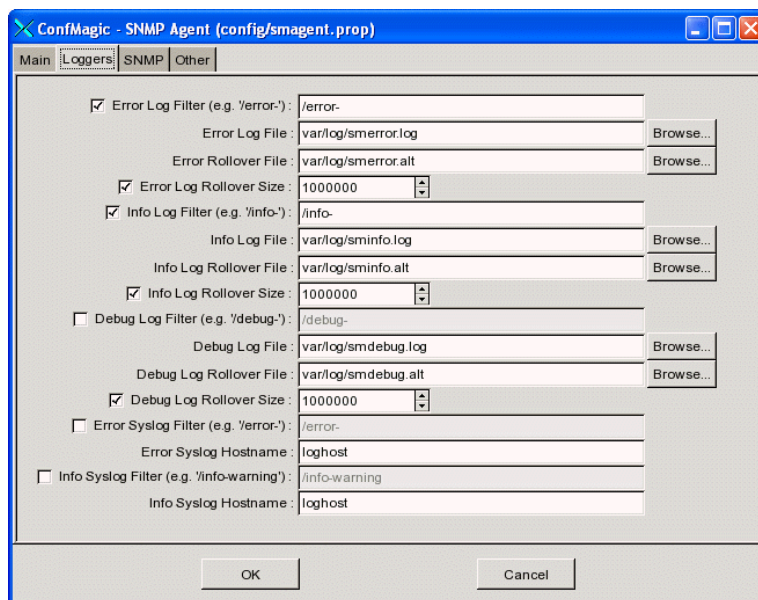 ConfMagic - SNMP Agent (config/smagent.prop)
Main Loggers SNMP Other
Error Log Filter (e.g. '/error-') : /error-
Error Log File : var/log/smerror.log Browse...
Error Rollover File : var/log/smerror.alt Browse...
Error Log Rollover Size : 1000000
Info Log Filter (e.g. '/info-') : /info-
Info Log File : var/log/sminfo.log Browse...
Info Log Rollover File : var/log/sminfo.alt Browse...
Info Log Rollover Size : 1000000
Debug Log Filter (e.g. '/debug-') : /debug-
Debug Log File : var/log/smdebug.log Browse...
Debug Log Rollover File : var/log/smdebug.alt Browse...
Debug Log Rollover Size : 1000000
Error Syslog Filter (e.g. '/error-') : /error-
Error Syslog Hostname : loghost
Info Syslog Filter (e.g. '/info-warning') : /info-warning
Info Syslog Hostname : loghost
OK Cancel